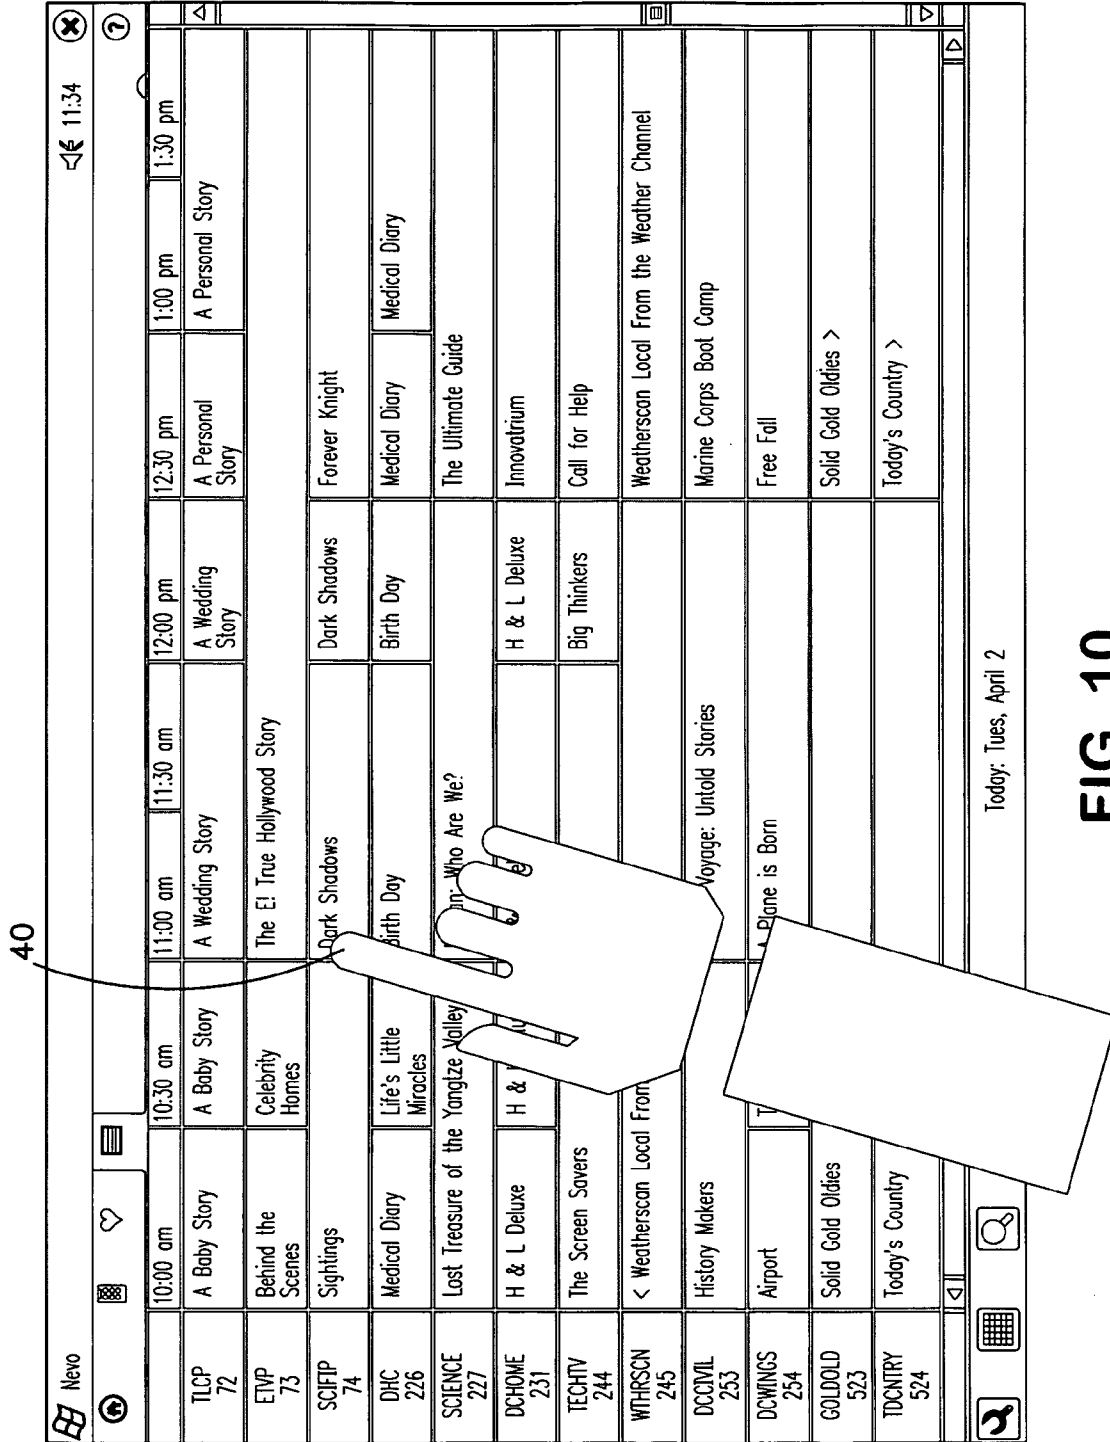 40
Nevo 11:34
?
10:00 am 10:30 am 11:00 am 11:30 am 12:00 pm 12:30 pm 1:00 pm 1:30 pm
TLCP
72
A Baby Story
A Baby Story
A Wedding Story
A Wedding
Story
A Personal
Story
A Personal Story
ETVP
73
Behind the
Scenes
Celebrity
Homes
The E! True Hollywood Story
SCIFIP
74
Sightings
Dark Shadows
Dark Shadows
Forever Knight
DHC
226
Medical Diary
Life's Little
Miracles
Birth Day
Birth Day
Medical Diary
Medical Diary
SCIENCE
227
Lost Treasure of the Yangtze Valley
Who Are We?
The Ultimate Guide
DCHOME
231
H & L Deluxe
H &
H & L Deluxe
Innovatrium
TECHTV
244
The Screen Savers
Big Thinkers
Call for Help
WTHRSCN
245
< Weatherscan Local From
Weatherscan Local From the Weather Channel
DCCIVIL
253
History Makers
Voyage: Untold Stories
Marine Corps Boot Camp
DCWINGS
254
Airport
A Plane is Born
Free Fall
GOLDOLD
523
Solid Gold Oldies
Solid Gold Oldies >
TDCNTRY
524
Today's Country
Today's Country >
Today: Tues, April 2
FIG. 10